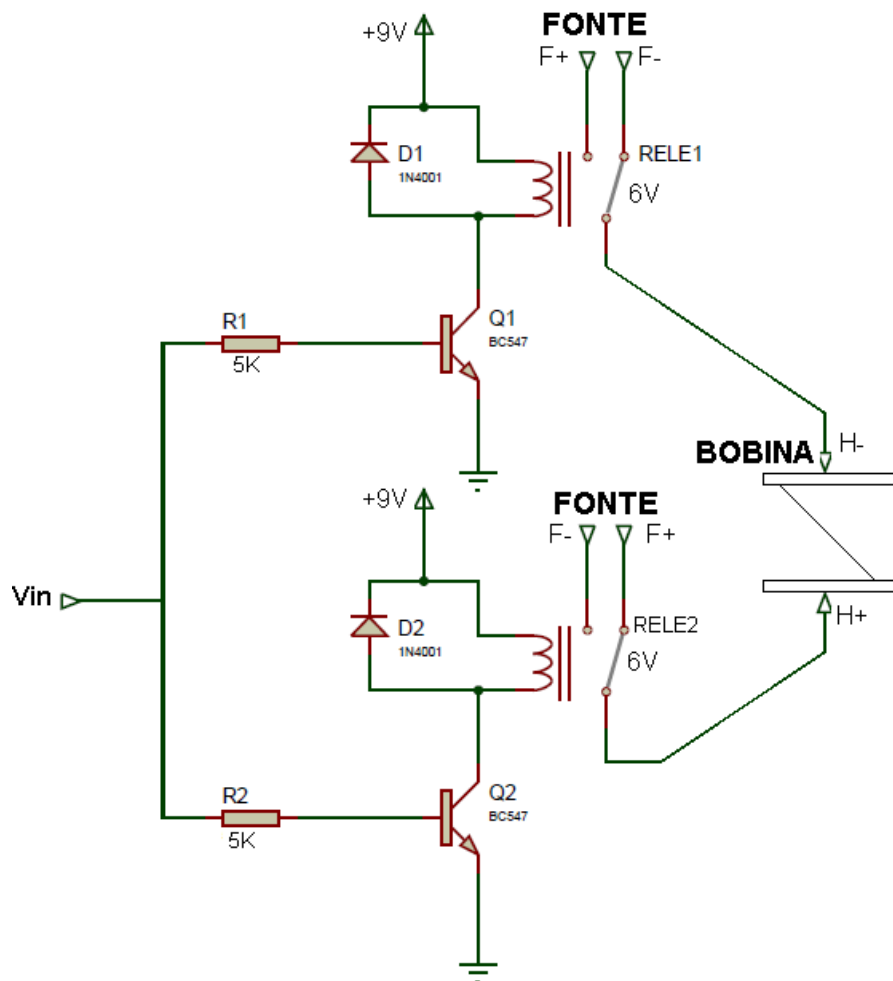 FONTE
+9V
F+ F-
D1
1N4001
RELE1
6V
R1
5K
Q1
BC547
BOBINA
H-
+9V
FONTE
F- F+
Vin
D2
1N4001
RELE2
6V
H+
R2
5K
Q2
BC547